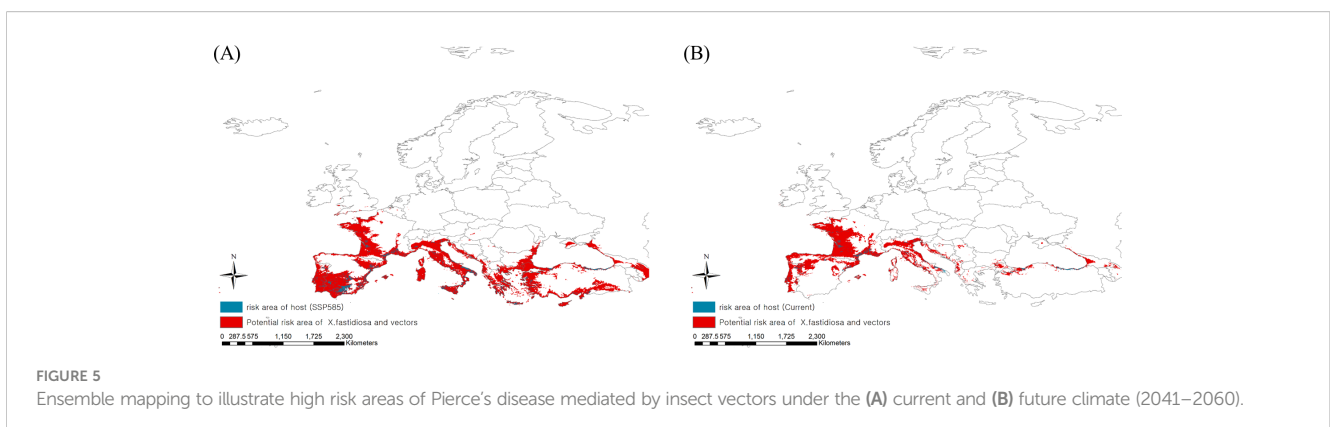 (A)
(B)
N
N
risk area of host (SSP585)
Potential risk area of X.fastidiosa and vectors
0 287.5 575 1,150 1,725 2,300
Kilometers
risk area of host (Current)
Potential risk area of X.fastidiosa and vectors
0 287.5 575 1,150 1,725 2,300
Kilometers
FIGURE 5
Ensemble mapping to illustrate high risk areas of Pierce’s disease mediated by insect vectors under the (A) current and (B) future climate (2041–2060).